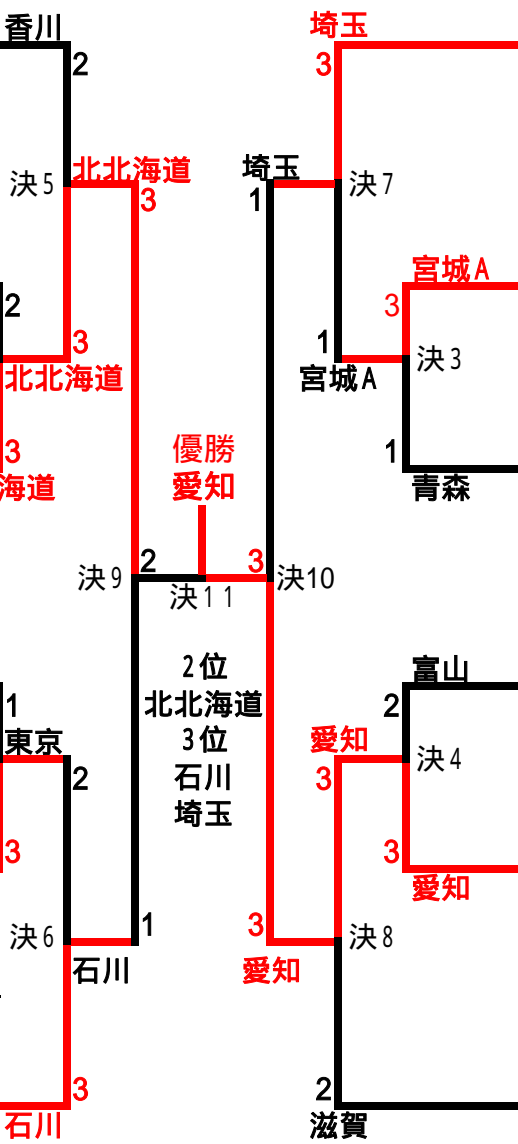 香川
2
埼玉
3
決5
北北海道
3
埼玉
1
決7
2
3
北北海道
宮城A
3
決3
1
宮城A
3
海道
1
青森
優勝
愛知
決9
2
3
決10
決11
2位
北北海道
3位
石川
埼玉
1
東京
2
富山
2
愛知
3
決4
3
3
愛知
決6
1
石川
3
愛知
決8
3
石川
2
滋賀